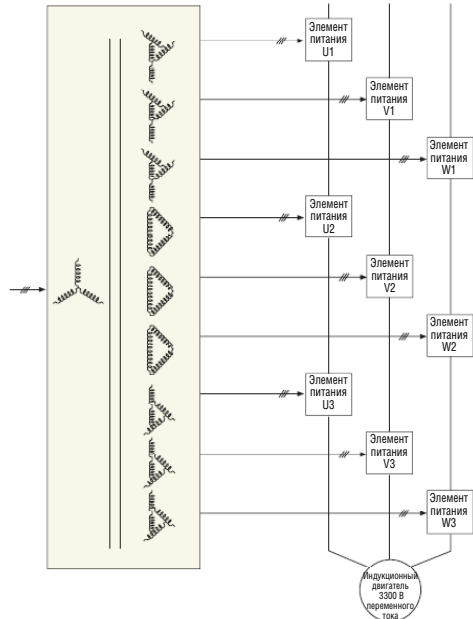 Элемент
питания
U1
Элемент
питания
V1
Элемент
питания
W1
Элемент
питания
U2
Элемент
питания
V2
Элемент
питания
W2
Элемент
питания
U3
Элемент
питания
V3
Элемент
питания
W3
Индукционный
двигатель
3300 В
переменного
тока